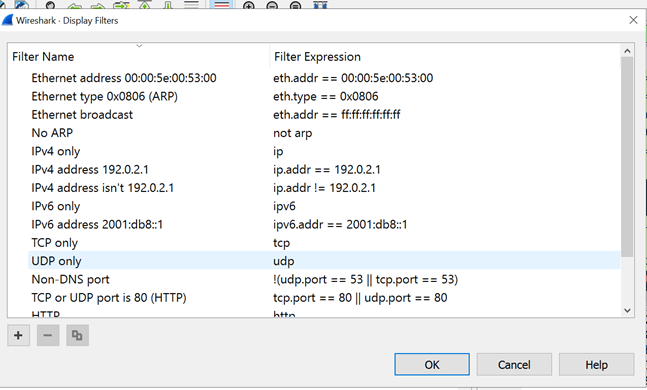 Wireshark · Display Filters
Filter Name Filter Expression
Ethernet address 00:00:5e:00:53:00 eth.addr == 00:00:5e:00:53:00
Ethernet type 0x0806 (ARP) eth.type == 0x0806
Ethernet broadcast eth.addr == ff:ff:ff:ff:ff:ff
No ARP not arp
IPv4 only ip
IPv4 address 192.0.2.1 ip.addr == 192.0.2.1
IPv4 address isn't 192.0.2.1 ip.addr != 192.0.2.1
IPv6 only ipv6
IPv6 address 2001:db8::1 ipv6.addr == 2001:db8::1
TCP only tcp
UDP only udp
Non-DNS port !(udp.port == 53 || tcp.port == 53)
TCP or UDP port is 80 (HTTP) tcp.port == 80 || udp.port == 80
HTTP http
OK Cancel Help